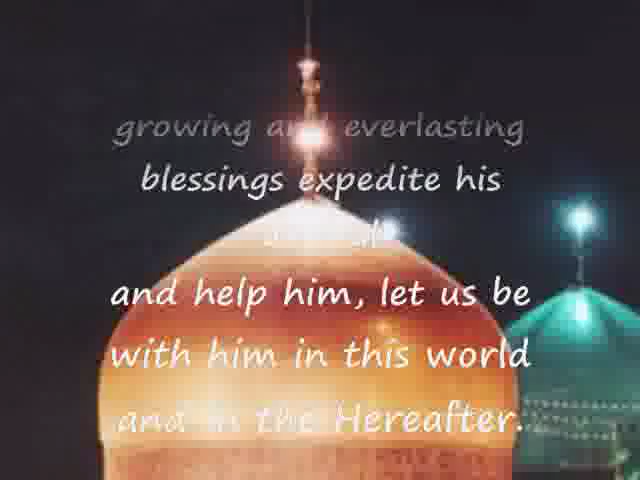 growing and everlasting
blessings expedite his
and help him, let us be
with him in this world
and in the Hereafter.